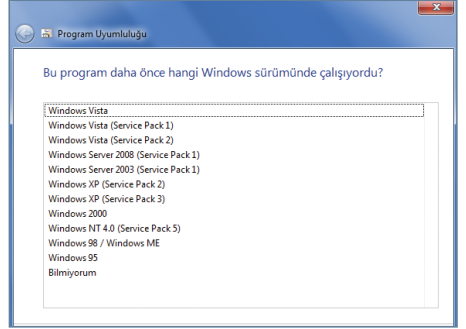 Program Uyumluluğu
Bu program daha önce hangi Windows sürümünde çalışıyordu?
Windows Vista
Windows Vista (Service Pack 1)
Windows Vista (Service Pack 2)
Windows Server 2008 (Service Pack 1)
Windows Server 2003 (Service Pack 1)
Windows XP (Service Pack 2)
Windows XP (Service Pack 3)
Windows 2000
Windows NT 4.0 (Service Pack 5)
Windows 98 / Windows ME
Windows 95
Bilmiyorum